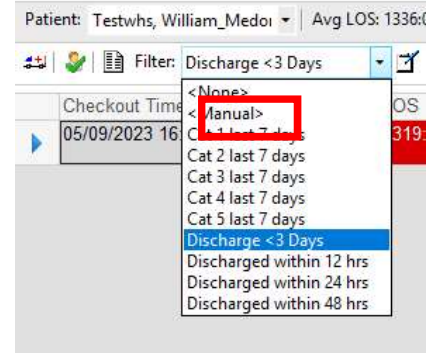 Patient: Testwhs, William_Medor Avg LOS: 1336:0
Filter: Discharge <3 Days
Checkout Time OS
05/09/2023 16: 319:
<None>
<Manual>
Cat 1 last 7 days
Cat 2 last 7 days
Cat 3 last 7 days
Cat 4 last 7 days
Cat 5 last 7 days
Discharge <3 Days
Discharged within 12 hrs
Discharged within 24 hrs
Discharged within 48 hrs